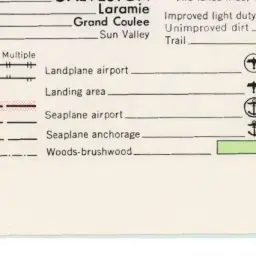 Laramie
Grand Coulee
Sun Valley
Improved light duty
Unimproved dirt
Trail
Multiple
Landplane airport
Landing area
Seaplane airport
Seaplane anchorage
Woods-brushwood